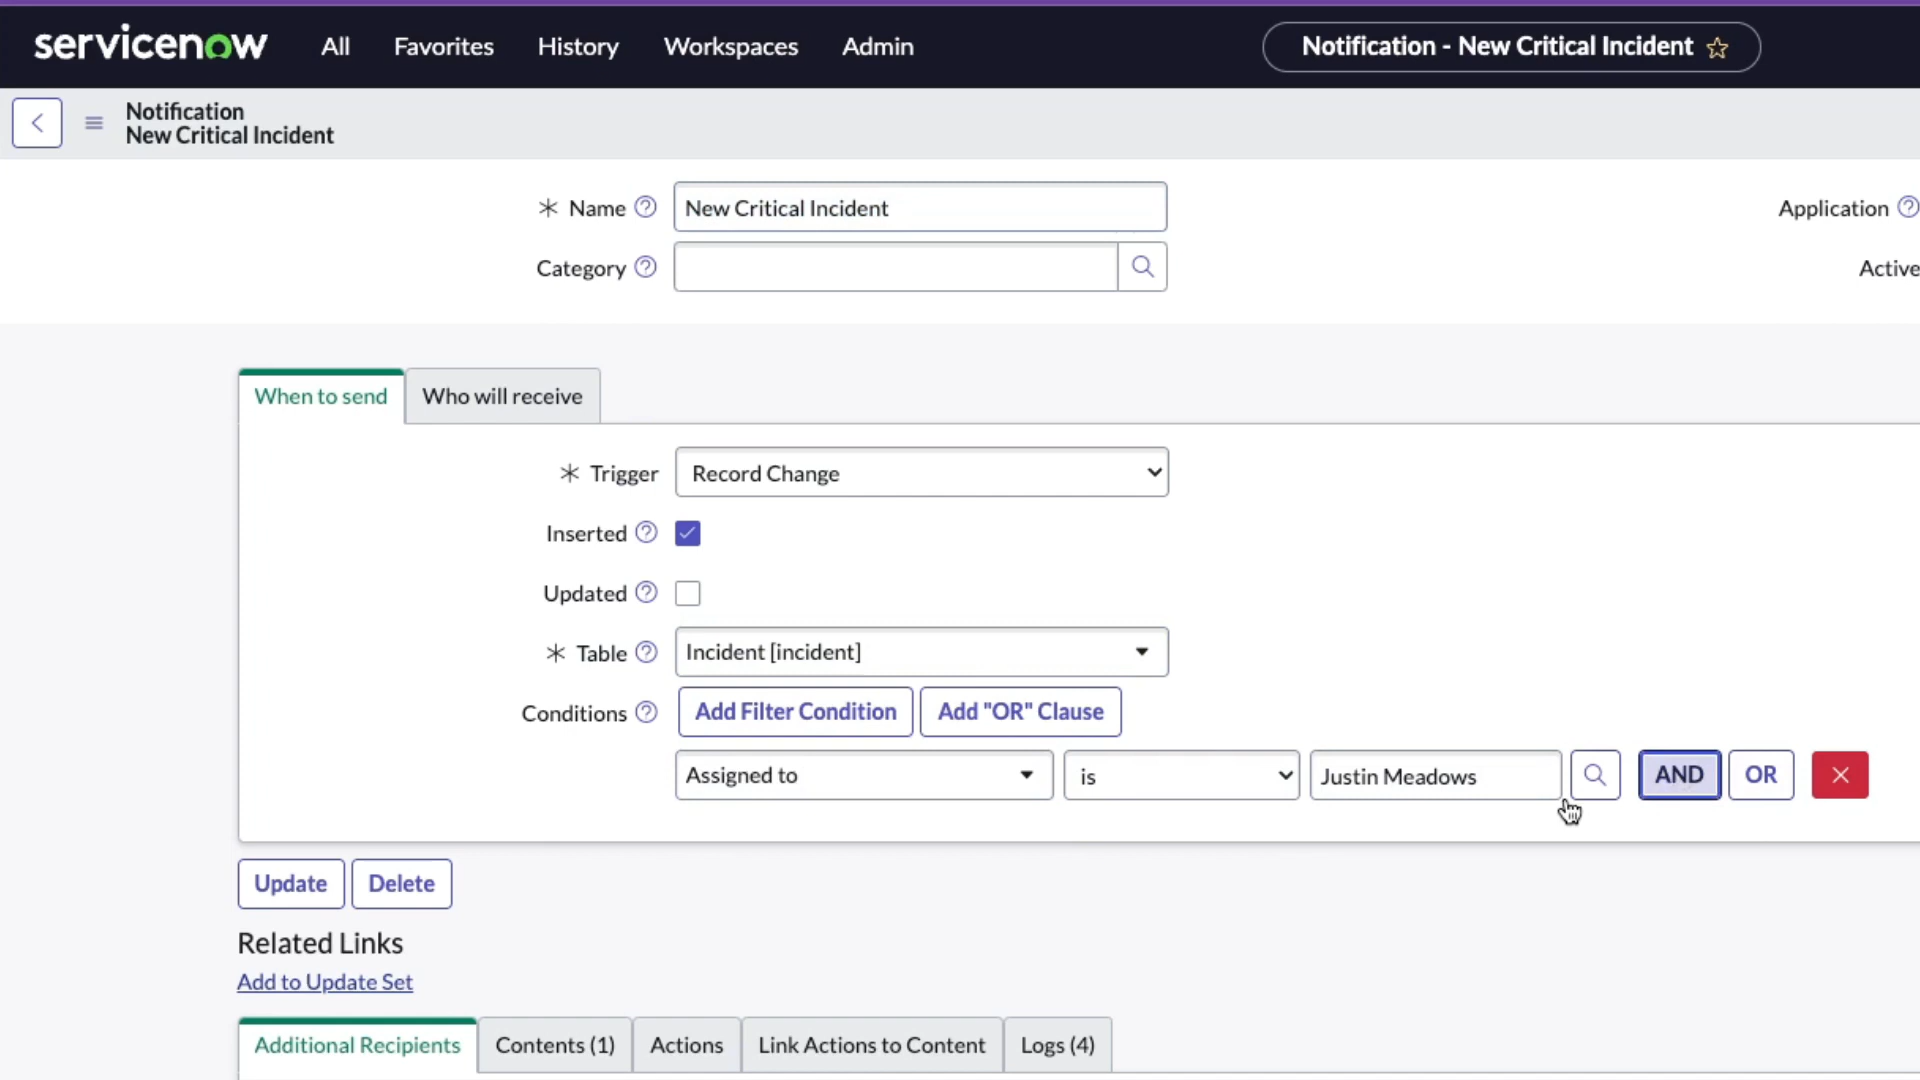 servicenow All Favorites History Workspaces Admin Notification - New Critical Incident
Notification
New Critical Incident
Name New Critical Incident Application
Category Active
When to send Who will receive
Trigger Record Change
Inserted
Updated
Table Incident [incident]
Conditions Add Filter Condition Add "OR" Clause
Assigned to is Justin Meadows AND OR
Update Delete
Related Links
Add to Update Set
Additional Recipients Contents (1) Actions Link Actions to Content Logs (4)